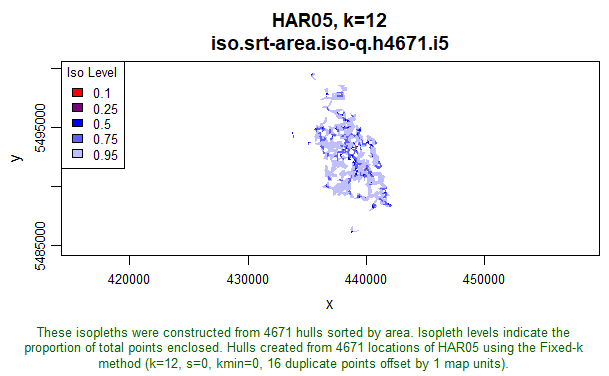 HAR05, k=12
iso.srt-area.iso-q.h4671.i5
Iso Level
0.1
0.25
0.5
0.75
0.95
5495000
y
5485000
420000 430000 440000 450000
x
These isopleths were constructed from 4671 hulls sorted by area. Isopleth levels indicate the
proportion of total points enclosed. Hulls created from 4671 locations of HAR05 using the Fixed-k
method (k=12, s=0, kmin=0, 16 duplicate points offset by 1 map units).